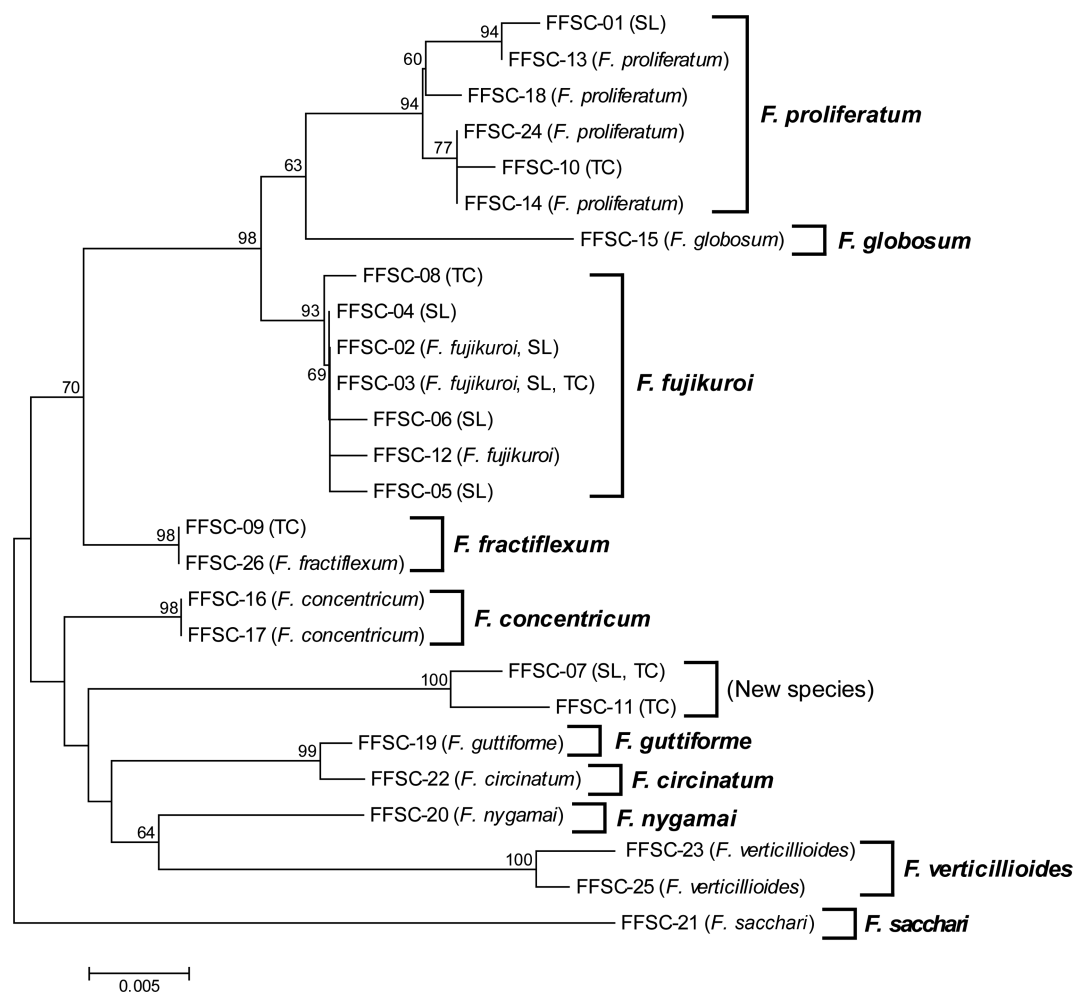 94
FFSC-01 (SL)
FFSC-13 (F. proliferatum)
60
FFSC-18 (F. proliferatum)
94
F. proliferatum
FFSC-24 (F. proliferatum)
77
FFSC-10 (TC)
63
FFSC-14 (F. proliferatum)
98
FFSC-15 (F. globosum)
F. globosum
FFSC-08 (TC)
93
FFSC-04 (SL)
FFSC-02 (F. fujikuroi, SL)
69
FFSC-03 (F. fujikuroi, SL, TC)
F. fujikuroi
70
FFSC-06 (SL)
FFSC-12 (F. fujikuroi)
FFSC-05 (SL)
98
FFSC-09 (TC)
F. fractiflexum
FFSC-26 (F. fractiflexum)
98
FFSC-16 (F. concentricum)
F. concentricum
FFSC-17 (F. concentricum)
100
FFSC-07 (SL, TC)
(New species)
FFSC-11 (TC)
99
FFSC-19 (F. guttiforme)
F. guttiforme
FFSC-22 (F. circinatum)
F. circinatum
FFSC-20 (F. nygamai)
F. nygamai
64
100
FFSC-23 (F. verticillioides)
F. verticillioides
FFSC-25 (F. verticillioides)
FFSC-21 (F. sacchari)
F. sacchari
0.005